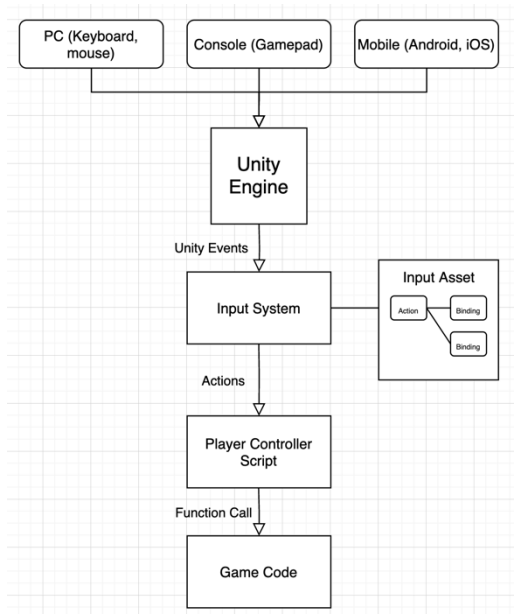 PC (Keyboard,
mouse)
Console (Gamepad)
Mobile (Android, iOS)
Unity
Engine
Unity Events
Input System
Input Asset
Action
Binding
Binding
Actions
Player Controller
Script
Function Call
Game Code